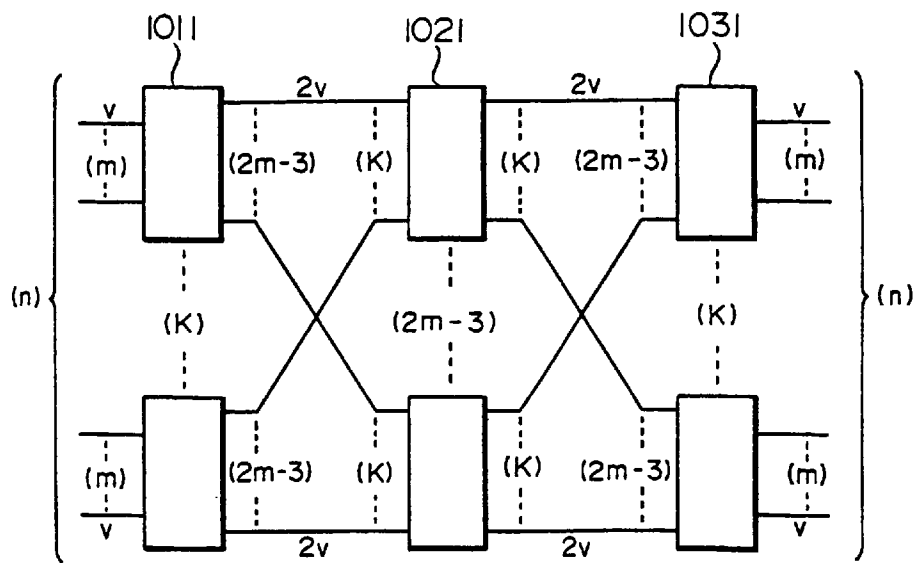 1011 1021 1031
v 2v 2v v
(m) (2m-3) (K) (K) (2m-3) (m)
(n) (K) (2m-3) (K) (n)
(m) (2m-3) (K) (K) (2m-3) (m)
v 2v 2v v